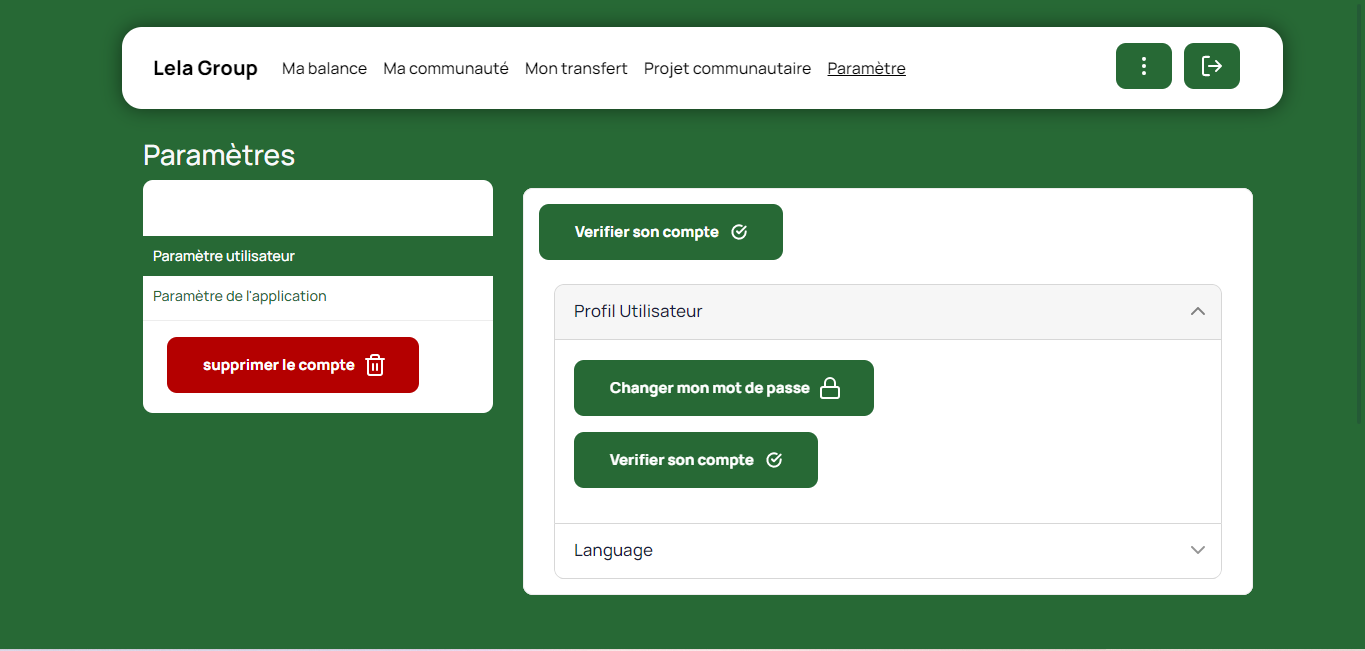 Lela Group Ma balance Ma communauté Mon transfert Projet communautaire Paramètre
Paramètres
Paramètre utilisateur
Paramètre de l'application
supprimer le compte
Verifier son compte
Profil Utilisateur
Changer mon mot de passe
Verifier son compte
Language